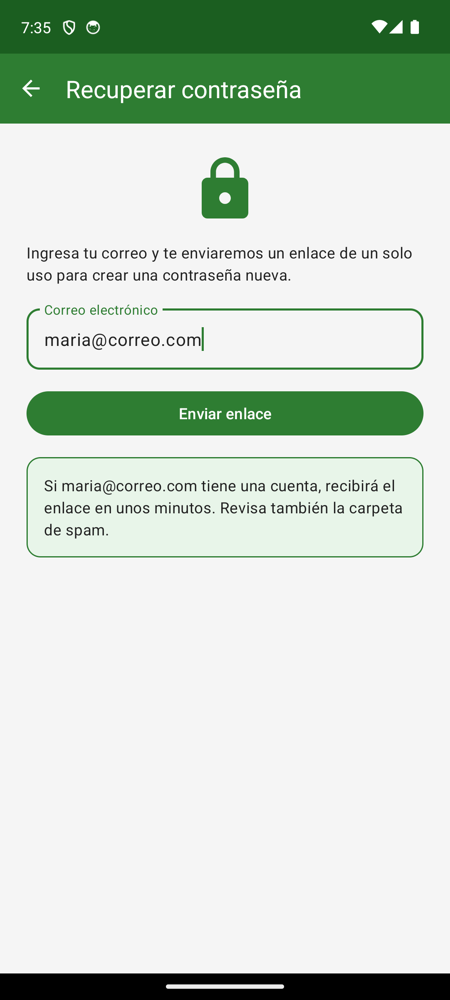 7:35
Recuperar contraseña
Ingresa tu correo y te enviaremos un enlace de un solo
uso para crear una contraseña nueva.
Correo electrónico
maria@correo.com
Enviar enlace
Si maria@correo.com tiene una cuenta, recibirá el
enlace en unos minutos. Revisa también la carpeta
de spam.